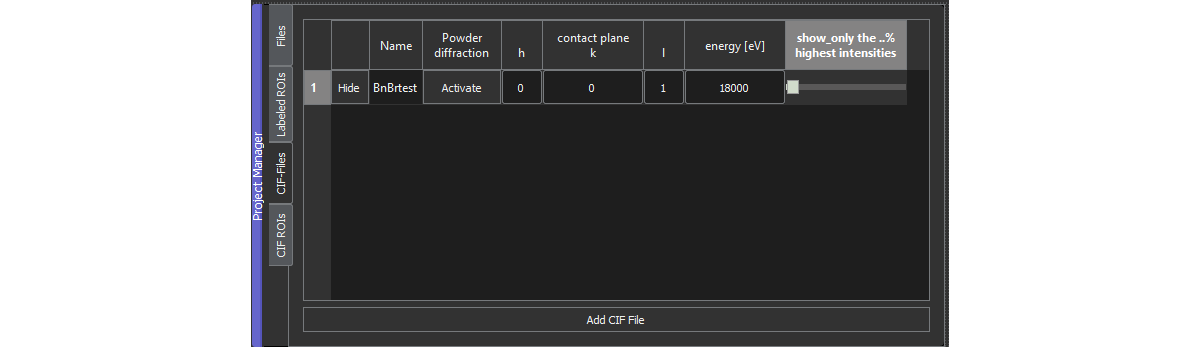 Project Manager
Files
Labeled ROIs
CIF-Files
CIF ROIs
Name
Powder
diffraction
h
contact plane
k
l
energy [eV]
show_only the ..%
highest intensities
1
Hide
BnBrtest
Activate
0
0
1
18000
Add CIF File